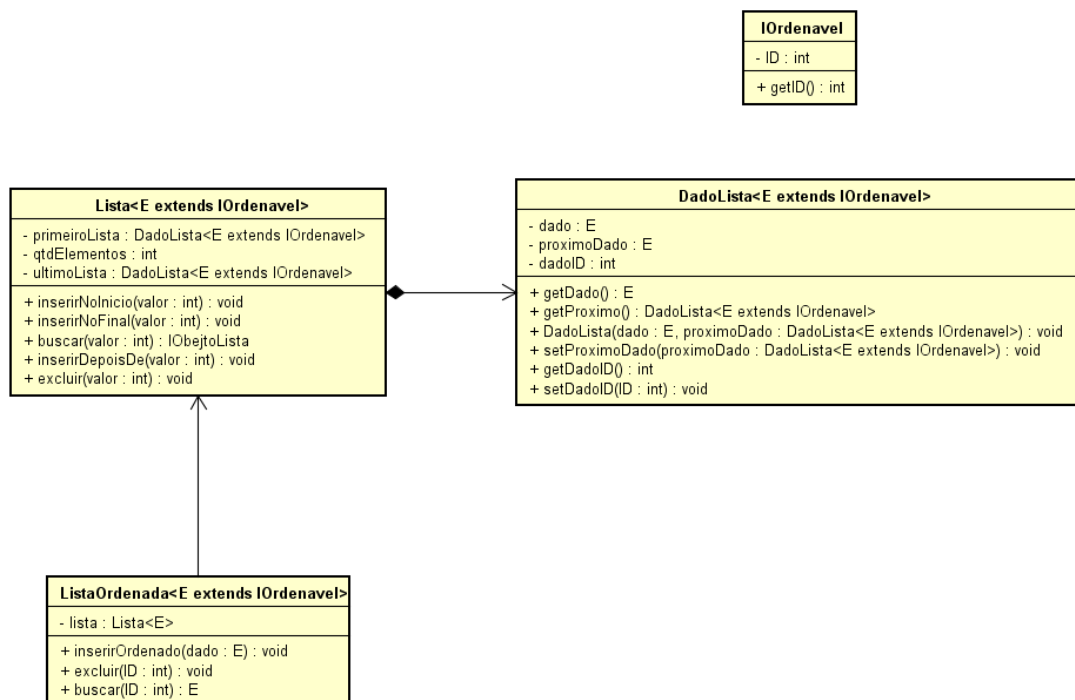 IOrdenavel
- ID : int
+ getID() : int
Lista<E extends IOrdenavel>
- primeiroLista : DadoLista<E extends IOrdenavel>
- qtdElementos : int
- ultimoLista : DadoLista<E extends IOrdenavel>
+ inserirNoInicio(valor : int) : void
+ inserirNoFinal(valor : int) : void
+ buscar(valor : int) : IObejtoLista
+ inserirDepoisDe(valor : int) : void
+ excluir(valor : int) : void
DadoLista<E extends IOrdenavel>
- dado : E
- proximoDado : E
- dadoID : int
+ getDado() : E
+ getProximo() : DadoLista<E extends IOrdenavel>
+ DadoLista(dado : E, proximoDado : DadoLista<E extends IOrdenavel>) : void
+ setProximoDado(proximoDado : DadoLista<E extends IOrdenavel>) : void
+ getDadoID() : int
+ setDadoID(ID : int) : void
ListaOrdenada<E extends IOrdenavel>
- lista : Lista<E>
+ inserirOrdenado(dado : E) : void
+ excluir(ID : int) : void
+ buscar(ID : int) : E